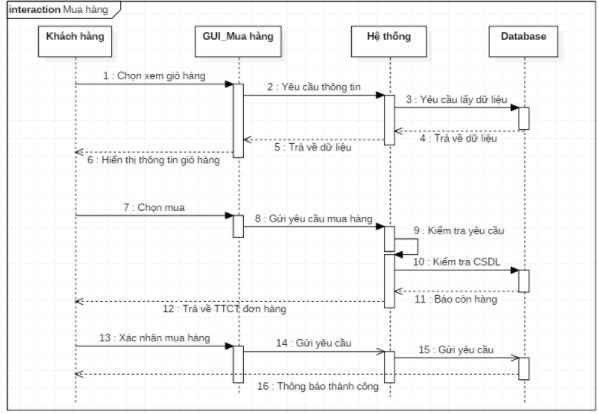 interaction Mua hàng
Khách hàng
GUI_Mua hàng
Hệ thống
Database
1 : Chọn xem giỏ hàng
2 : Yêu cầu thông tin
3 : Yêu cầu lấy dữ liệu
4 : Trả về dữ liệu
5 : Trả về dữ liệu
6 : Hiển thị thông tin giỏ hàng
7 : Chọn mua
8 : Gửi yêu cầu mua hàng
9 : Kiểm tra yêu cầu
10 : Kiểm tra CSDL
11 : Báo còn hàng
12 : Trả về TTCT đơn hàng
13 : Xác nhân mua hàng
14 : Gửi yêu cầu
15 : Gửi yêu cầu
16 : Thông báo thành công